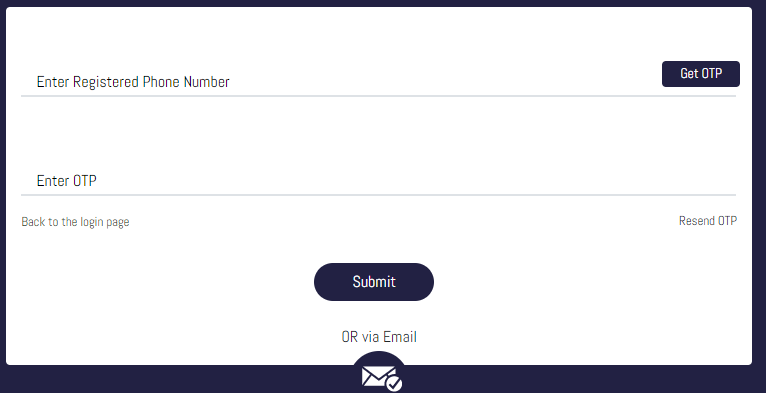 Enter Registered Phone Number
Get OTP
Enter OTP
Back to the login page
Resend OTP
Submit
OR via Email